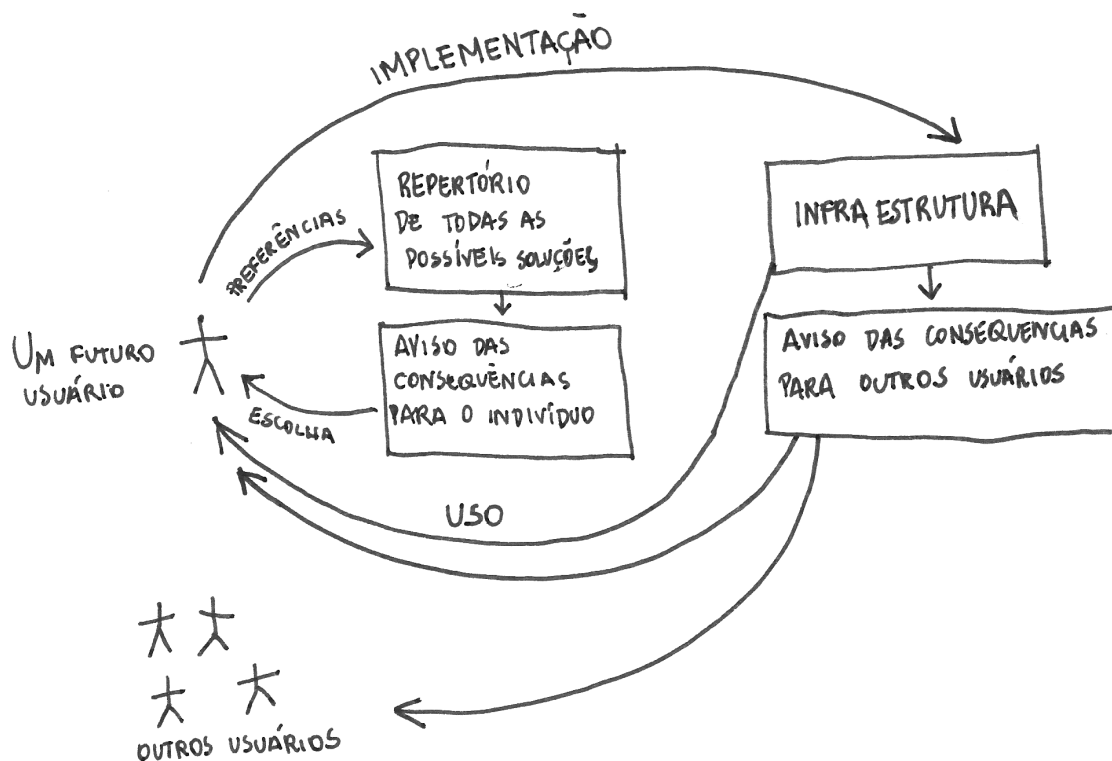 IMPLEMENTAÇÃO
PREFERÊNCIAS
REPERTÓRIO
DE TODAS AS
POSSÍVEIS SOLUÇÕES
INFRA ESTRUTURA
UM FUTURO
USUÁRIO
AVISO DAS
CONSEQUÊNCIAS
PARA O INDIVÍDUO
ESCOLHA
AVISO DAS CONSEQUENCIAS
PARA OUTROS USUÁRIOS
USO
OUTROS USUÁRIOS